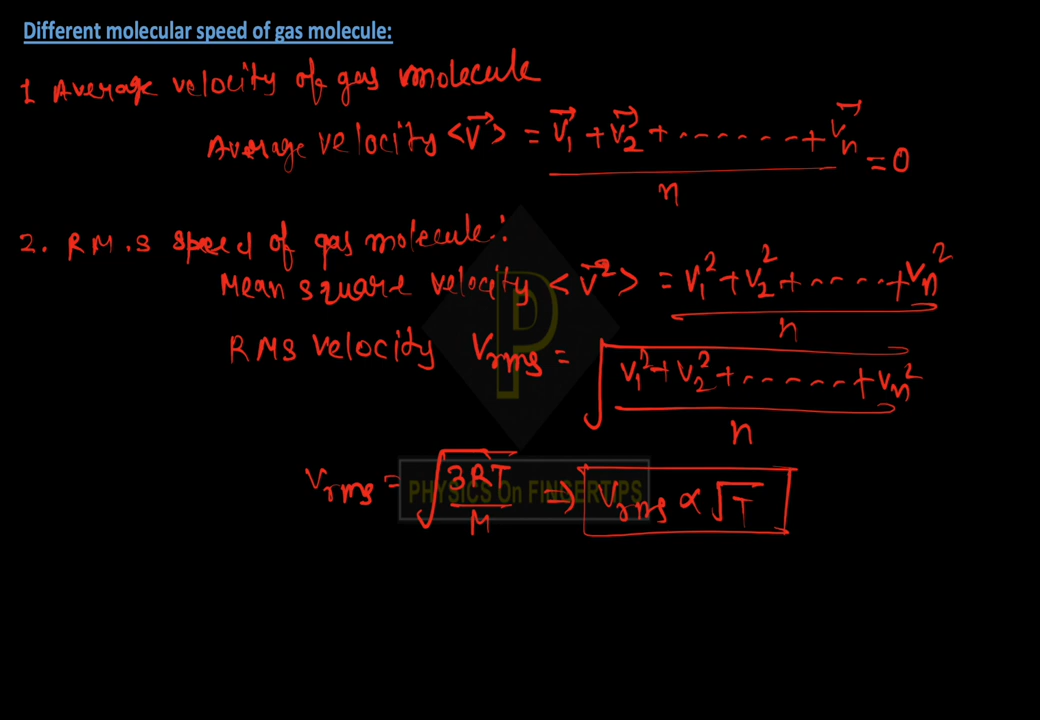 Different molecular speed of gas molecule:
1 Average velocity of gas molecule
Average velocity <v⃗> = (v⃗₁ + v⃗₂ + ------ + v⃗ₙ)/n = 0
2. R.M.S speed of gas molecule:
Mean square velocity <v⃗²> = (v₁² + v₂² + ---- + vₙ²)/n
RMS velocity Vrms = √((v₁² + v₂² + ------ + vₙ²)/n)
Vrms = √(3RT/M) ⇒ Vrms ∝ √T
PHYSICS On FINGERTIPS